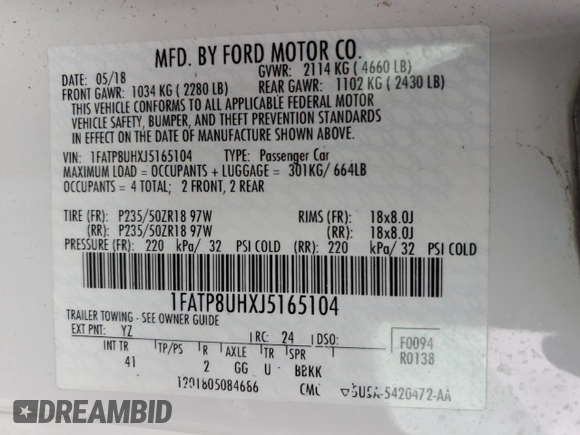 MFD. BY FORD MOTOR CO.
DATE: 05/18 GVWR: 2114 KG ( 4660 LB)
FRONT GAWR: 1034 KG ( 2280 LB) REAR GAWR: 1102 KG ( 2430 LB)
THIS VEHICLE CONFORMS TO ALL APPLICABLE FEDERAL MOTOR
VEHICLE SAFETY, BUMPER, AND THEFT PREVENTION STANDARDS
IN EFFECT ON THE DATE OF MANUFACTURE SHOWN ABOVE.
VIN: 1FATP8UHXJ5165104 TYPE: Passenger Car
MAXIMUM LOAD = OCCUPANTS + LUGGAGE = 301KG/ 664LB
OCCUPANTS = 4 TOTAL; 2 FRONT, 2 REAR
TIRE (FR): P235/50ZR18 97W RIMS (FR): 18x8.0J
(RR): P235/50ZR18 97W (RR): 18x8.0J
PRESSURE (FR): 220 kPa/ 32 PSI COLD (RR): 220 kPa/ 32 PSI COLD
1FATP8UHXJ5165104
TRAILER TOWING - SEE OWNER GUIDE
EXT PNT: YZ RC: 24 DSO: F0094
INT TR TP/PS R AXLE TR SPR R0138
41 2 GG U BBKK
1201805084686 CMC 5U5A-5420472-AA
DREAMBID